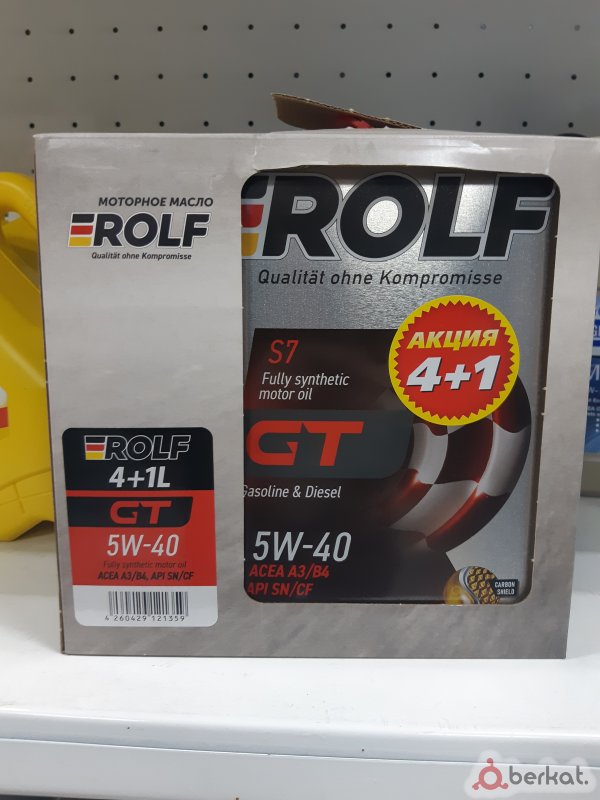 МОТОРНОЕ МАСЛО
ROLF
Qualität ohne Kompromisse
ROLF
Qualität ohne Kompromisse
АКЦИЯ
4+1
S7
Fully synthetic
motor oil
GT
Gasoline & Diesel
5W-40
ACEA A3/B4
API SN/CF
CARBON
SHIELD
ROLF
4+1L
GT
5W-40
Fully synthetic motor oil
ACEA A3/B4, API SN/CF
4 260429 121359
berkat.